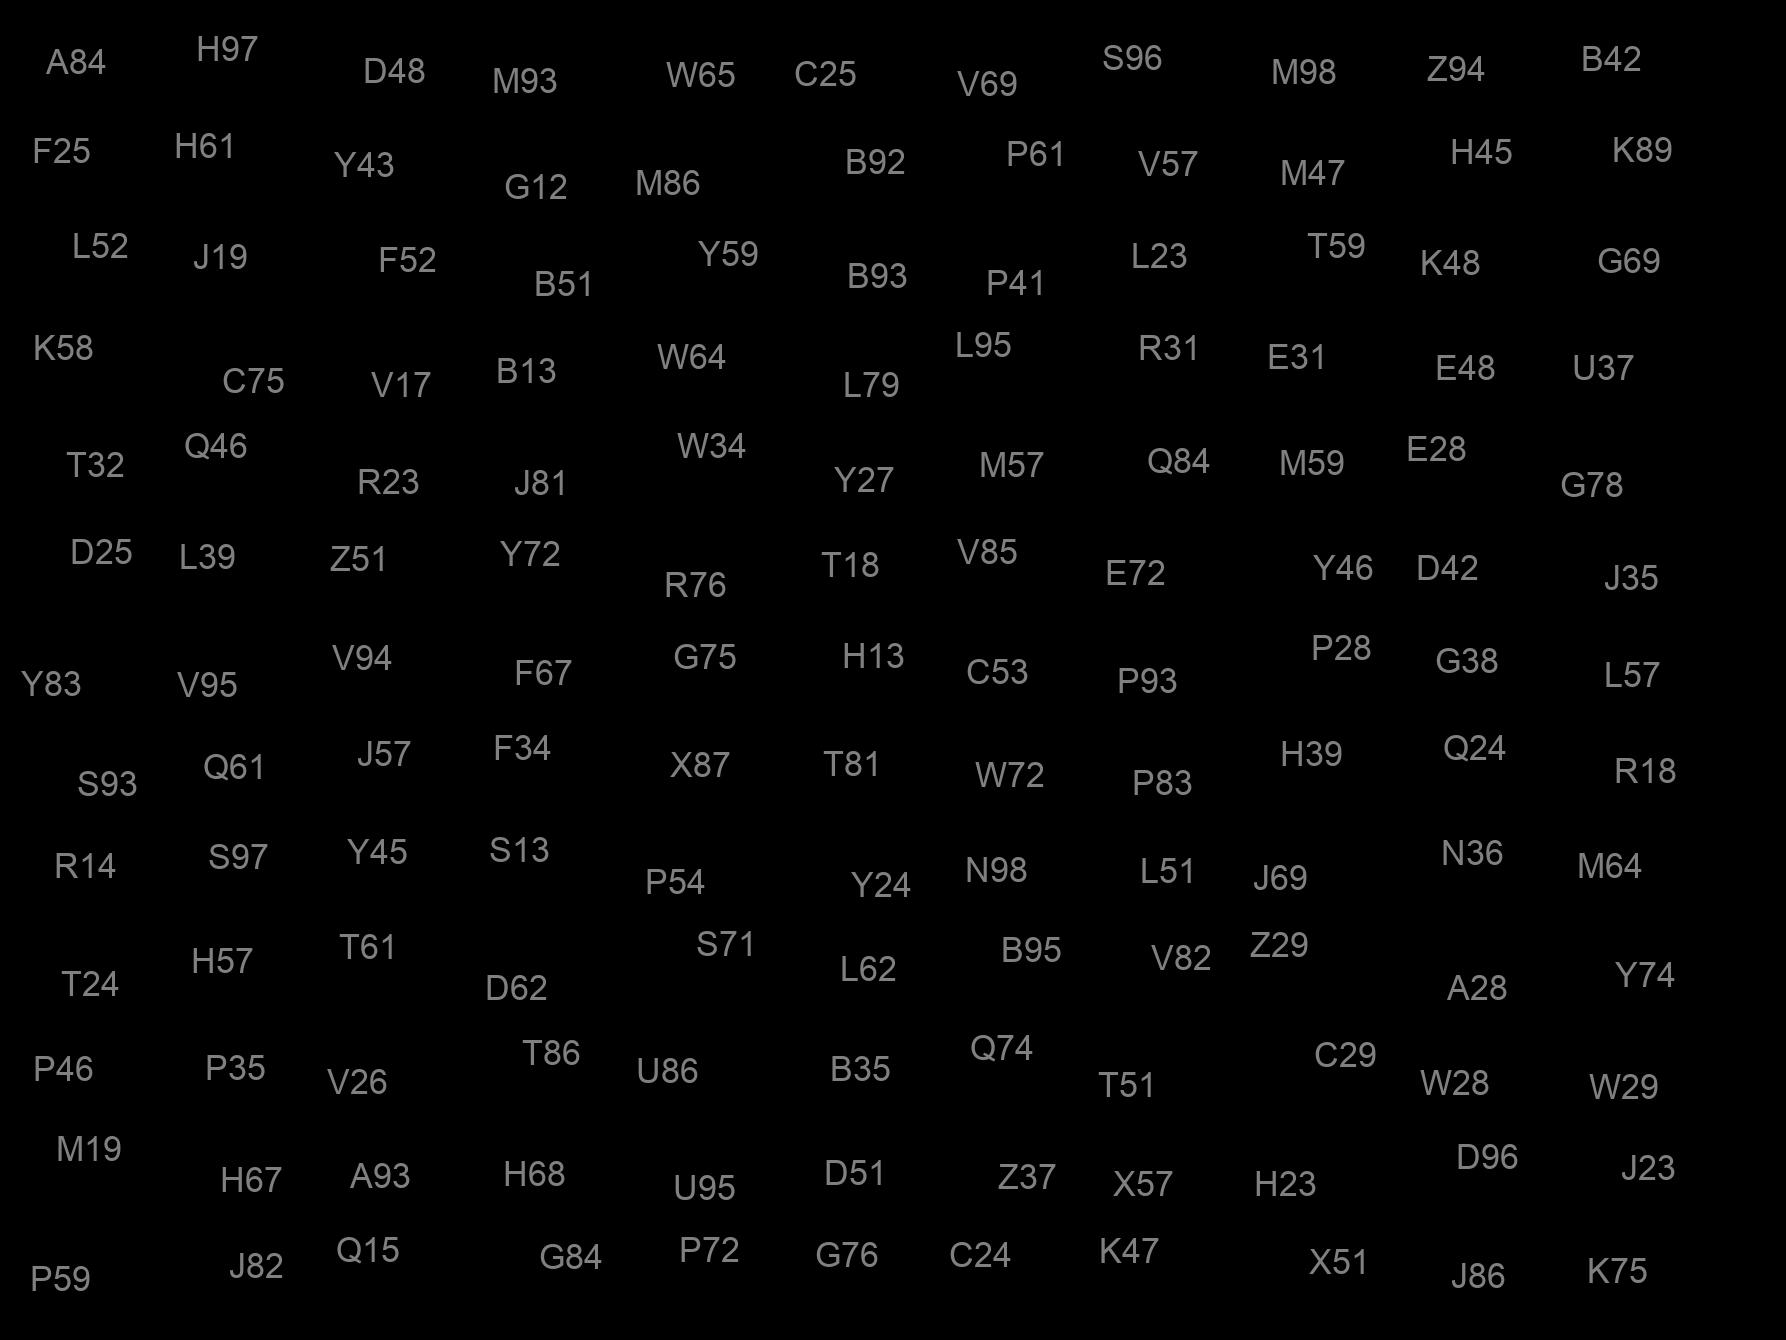 A84 H97 D48 M93 W65 C25 V69 S96 M98 Z94 B42
F25 H61 Y43 G12 M86 B92 P61 V57 M47 H45 K89
L52 J19 F52 B51 Y59 B93 P41 L23 T59 K48 G69
K58 C75 V17 B13 W64 L79 L95 R31 E31 E48 U37
T32 Q46 R23 J81 W34 Y27 M57 Q84 M59 E28 G78
D25 L39 Z51 Y72 R76 T18 V85 E72 Y46 D42 J35
Y83 V95 V94 F67 G75 H13 C53 P93 P28 G38 L57
S93 Q61 J57 F34 X87 T81 W72 P83 H39 Q24 R18
R14 S97 Y45 S13 P54 Y24 N98 L51 J69 N36 M64
T24 H57 T61 D62 S71 L62 B95 V82 Z29 A28 Y74
P46 P35 V26 T86 U86 B35 Q74 T51 C29 W28 W29
M19 H67 A93 H68 U95 D51 Z37 X57 H23 D96 J23
P59 J82 Q15 G84 P72 G76 C24 K47 X51 J86 K75